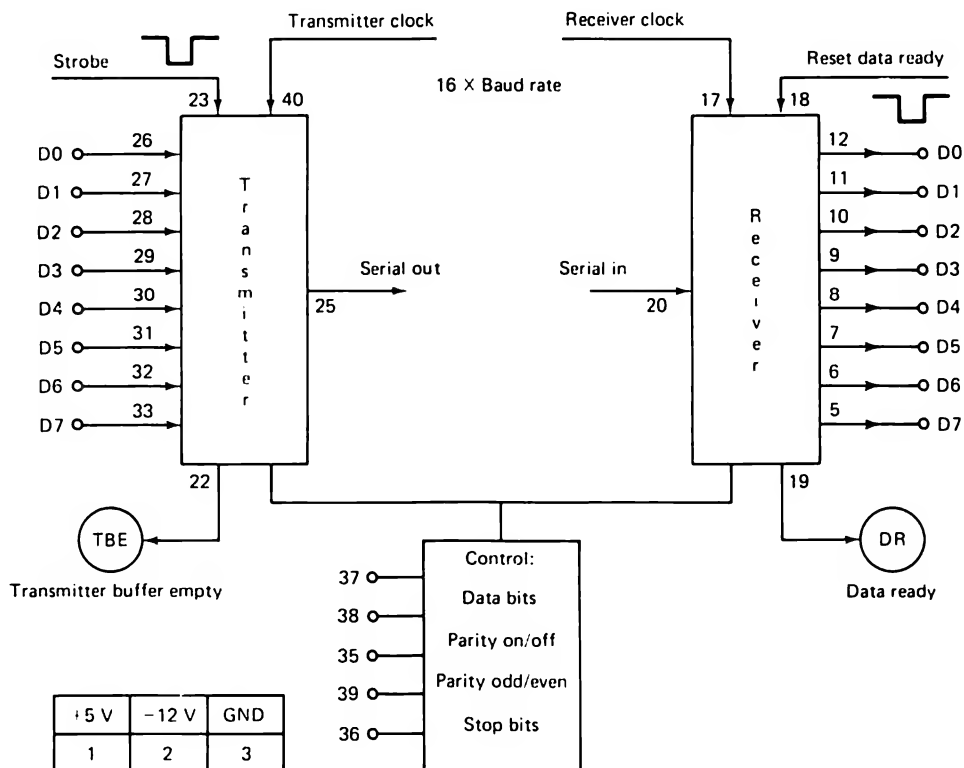 Transmitter clock
Receiver clock
Strobe
Reset data ready
16 × Baud rate
23
40
17
18
D0
26
12
D0
D1
27
11
D1
D2
28
10
D2
D3
29
9
D3
Serial out
Serial in
25
20
D4
30
8
D4
D5
31
7
D5
D6
32
6
D6
D7
33
5
D7
Transmitter
Receiver
22
19
TBE
DR
Transmitter buffer empty
Data ready
Control:
37
Data bits
38
Parity on/off
35
Parity odd/even
39
Stop bits
36
+5 V
−12 V
GND
1
2
3